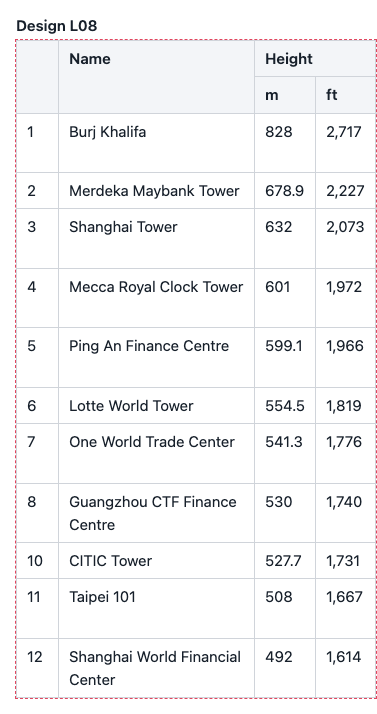 Design L08
Name Height
m ft
1 Burj Khalifa 828 2,717
2 Merdeka Maybank Tower 678.9 2,227
3 Shanghai Tower 632 2,073
4 Mecca Royal Clock Tower 601 1,972
5 Ping An Finance Centre 599.1 1,966
6 Lotte World Tower 554.5 1,819
7 One World Trade Center 541.3 1,776
8 Guangzhou CTF Finance 530 1,740
Centre
10 CITIC Tower 527.7 1,731
11 Taipei 101 508 1,667
12 Shanghai World Financial 492 1,614
Center